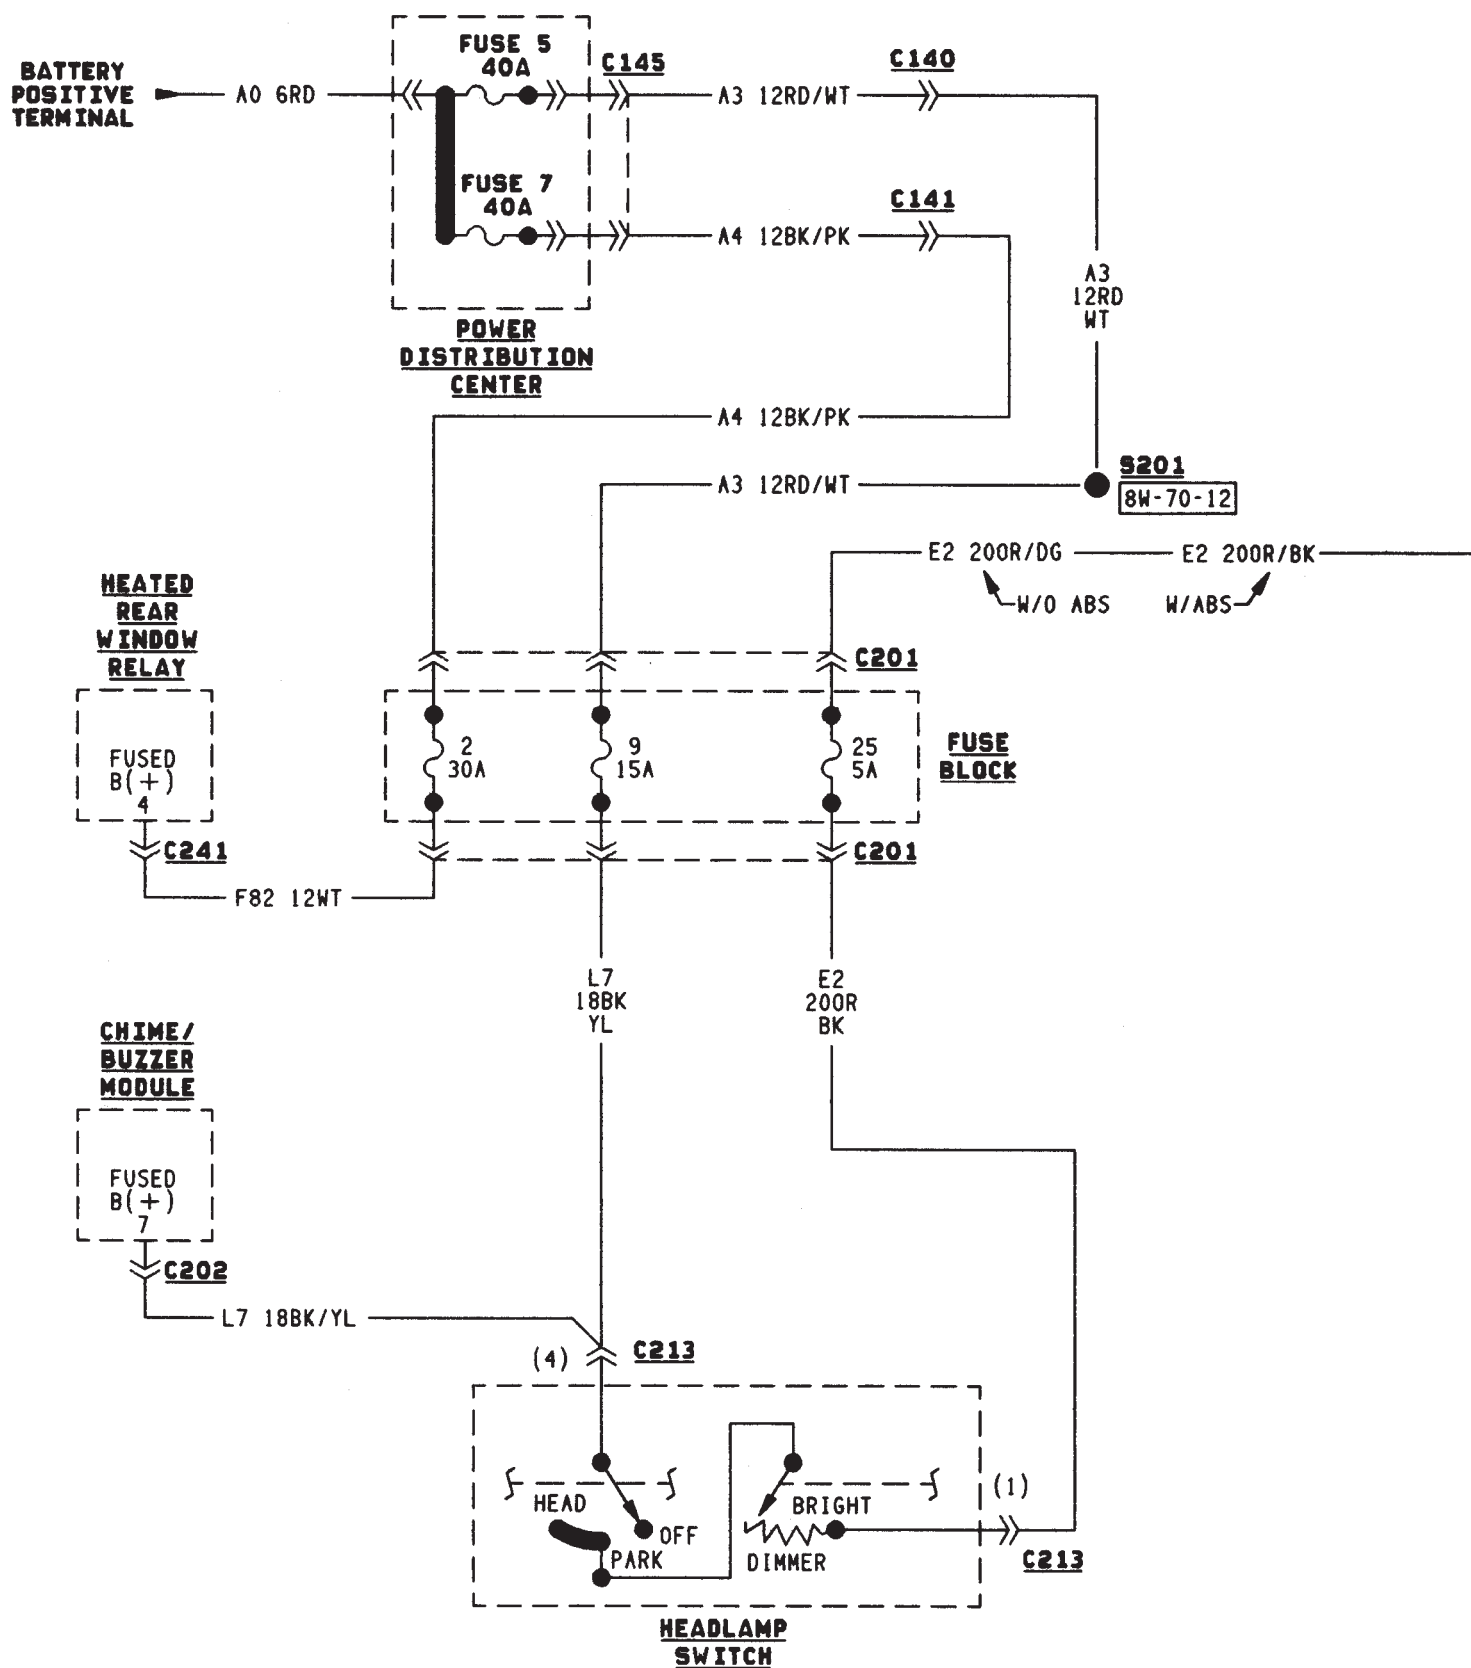 FUSE 5
40A
C145
C140
BATTERY
POSITIVE
TERMINAL
A0 6RD
A3 12RD/WT
FUSE 7
40A
C141
A4 12BK/PK
A3
12RD
WT
POWER
DISTRIBUTION
CENTER
A4 12BK/PK
A3 12RD/WT
S201
8W-70-12
E2 200R/DG
E2 200R/BK
W/O ABS
W/ABS
HEATED
REAR
WINDOW
RELAY
C201
FUSED
B(+)
4
2
30A
9
15A
25
5A
FUSE
BLOCK
C241
C201
F82 12WT
L7
18BK
YL
E2
200R
BK
CHIME/
BUZZER
MODULE
FUSED
B(+)
7
C202
L7 18BK/YL
(4)
C213
HEAD
OFF
PARK
BRIGHT
DIMMER
(1)
C213
HEADLAMP
SWITCH